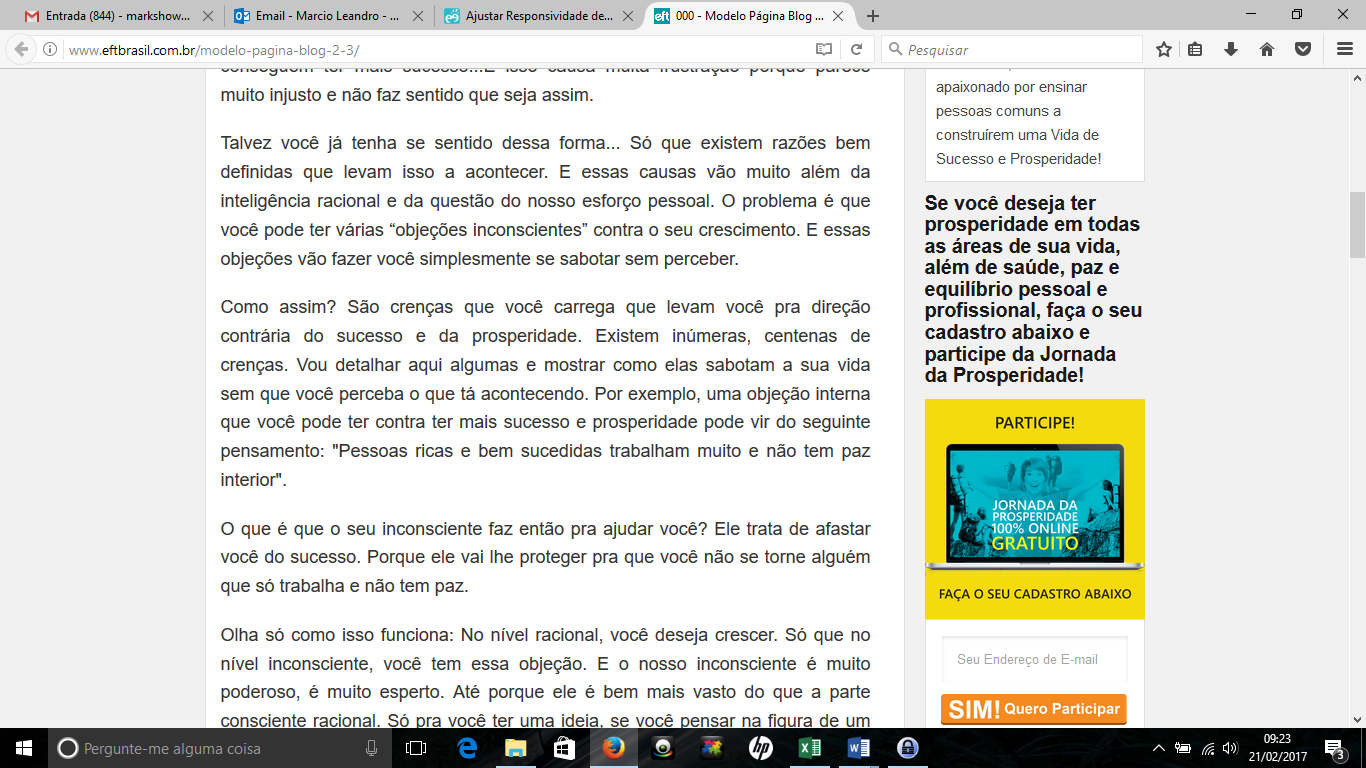 Entrada (844) - markshow...
Email - Marcio Leandro - ...
Ajustar Responsividade de...
000 - Modelo Página Blog ...
www.eftbrasil.com.br/modelo-pagina-blog-2-3/
Pesquisar
conseguem ter mais sucesso...E isso causa muita frustração porque parece
muito injusto e não faz sentido que seja assim.
Talvez você já tenha se sentido dessa forma... Só que existem razões bem
definidas que levam isso a acontecer. E essas causas vão muito além da
inteligência racional e da questão do nosso esforço pessoal. O problema é que
você pode ter várias “objeções inconscientes” contra o seu crescimento. E essas
objeções vão fazer você simplesmente se sabotar sem perceber.
Como assim? São crenças que você carrega que levam você pra direção
contrária do sucesso e da prosperidade. Existem inúmeras, centenas de
crenças. Vou detalhar aqui algumas e mostrar como elas sabotam a sua vida
sem que você perceba o que tá acontecendo. Por exemplo, uma objeção interna
que você pode ter contra ter mais sucesso e prosperidade pode vir do seguinte
pensamento: "Pessoas ricas e bem sucedidas trabalham muito e não tem paz
interior".
O que é que o seu inconsciente faz então pra ajudar você? Ele trata de afastar
você do sucesso. Porque ele vai lhe proteger pra que você não se torne alguém
que só trabalha e não tem paz.
Olha só como isso funciona: No nível racional, você deseja crescer. Só que no
nível inconsciente, você tem essa objeção. E o nosso inconsciente é muito
poderoso, é muito esperto. Até porque ele é bem mais vasto do que a parte
consciente racional. Só pra você ter uma ideia, se você pensar na figura de um
apaixonado por ensinar
pessoas comuns a
construírem uma Vida de
Sucesso e Prosperidade!
Se você deseja ter
prosperidade em todas
as áreas de sua vida,
além de saúde, paz e
equilíbrio pessoal e
profissional, faça o seu
cadastro abaixo e
participe da Jornada
da Prosperidade!
PARTICIPE!
JORNADA DA
PROSPERIDADE
100% ONLINE
GRATUITO
FAÇA O SEU CADASTRO ABAIXO
Seu Endereço de E-mail
SIM! Quero Participar
Pergunte-me alguma coisa
09:23
21/02/2017
3